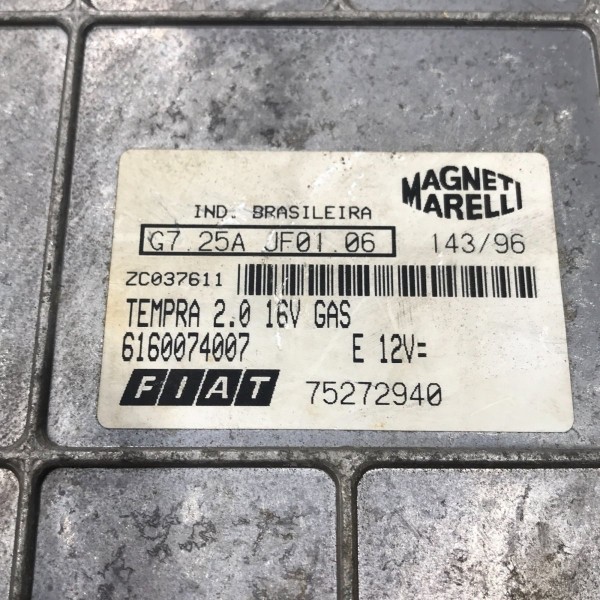 MAGNETI
MARELLI
IND. BRASILEIRA
G7.25A JF01.06 143/96
ZC037611
TEMPRA 2.0 16V GAS
6160074007 E 12V=
FIAT 75272940